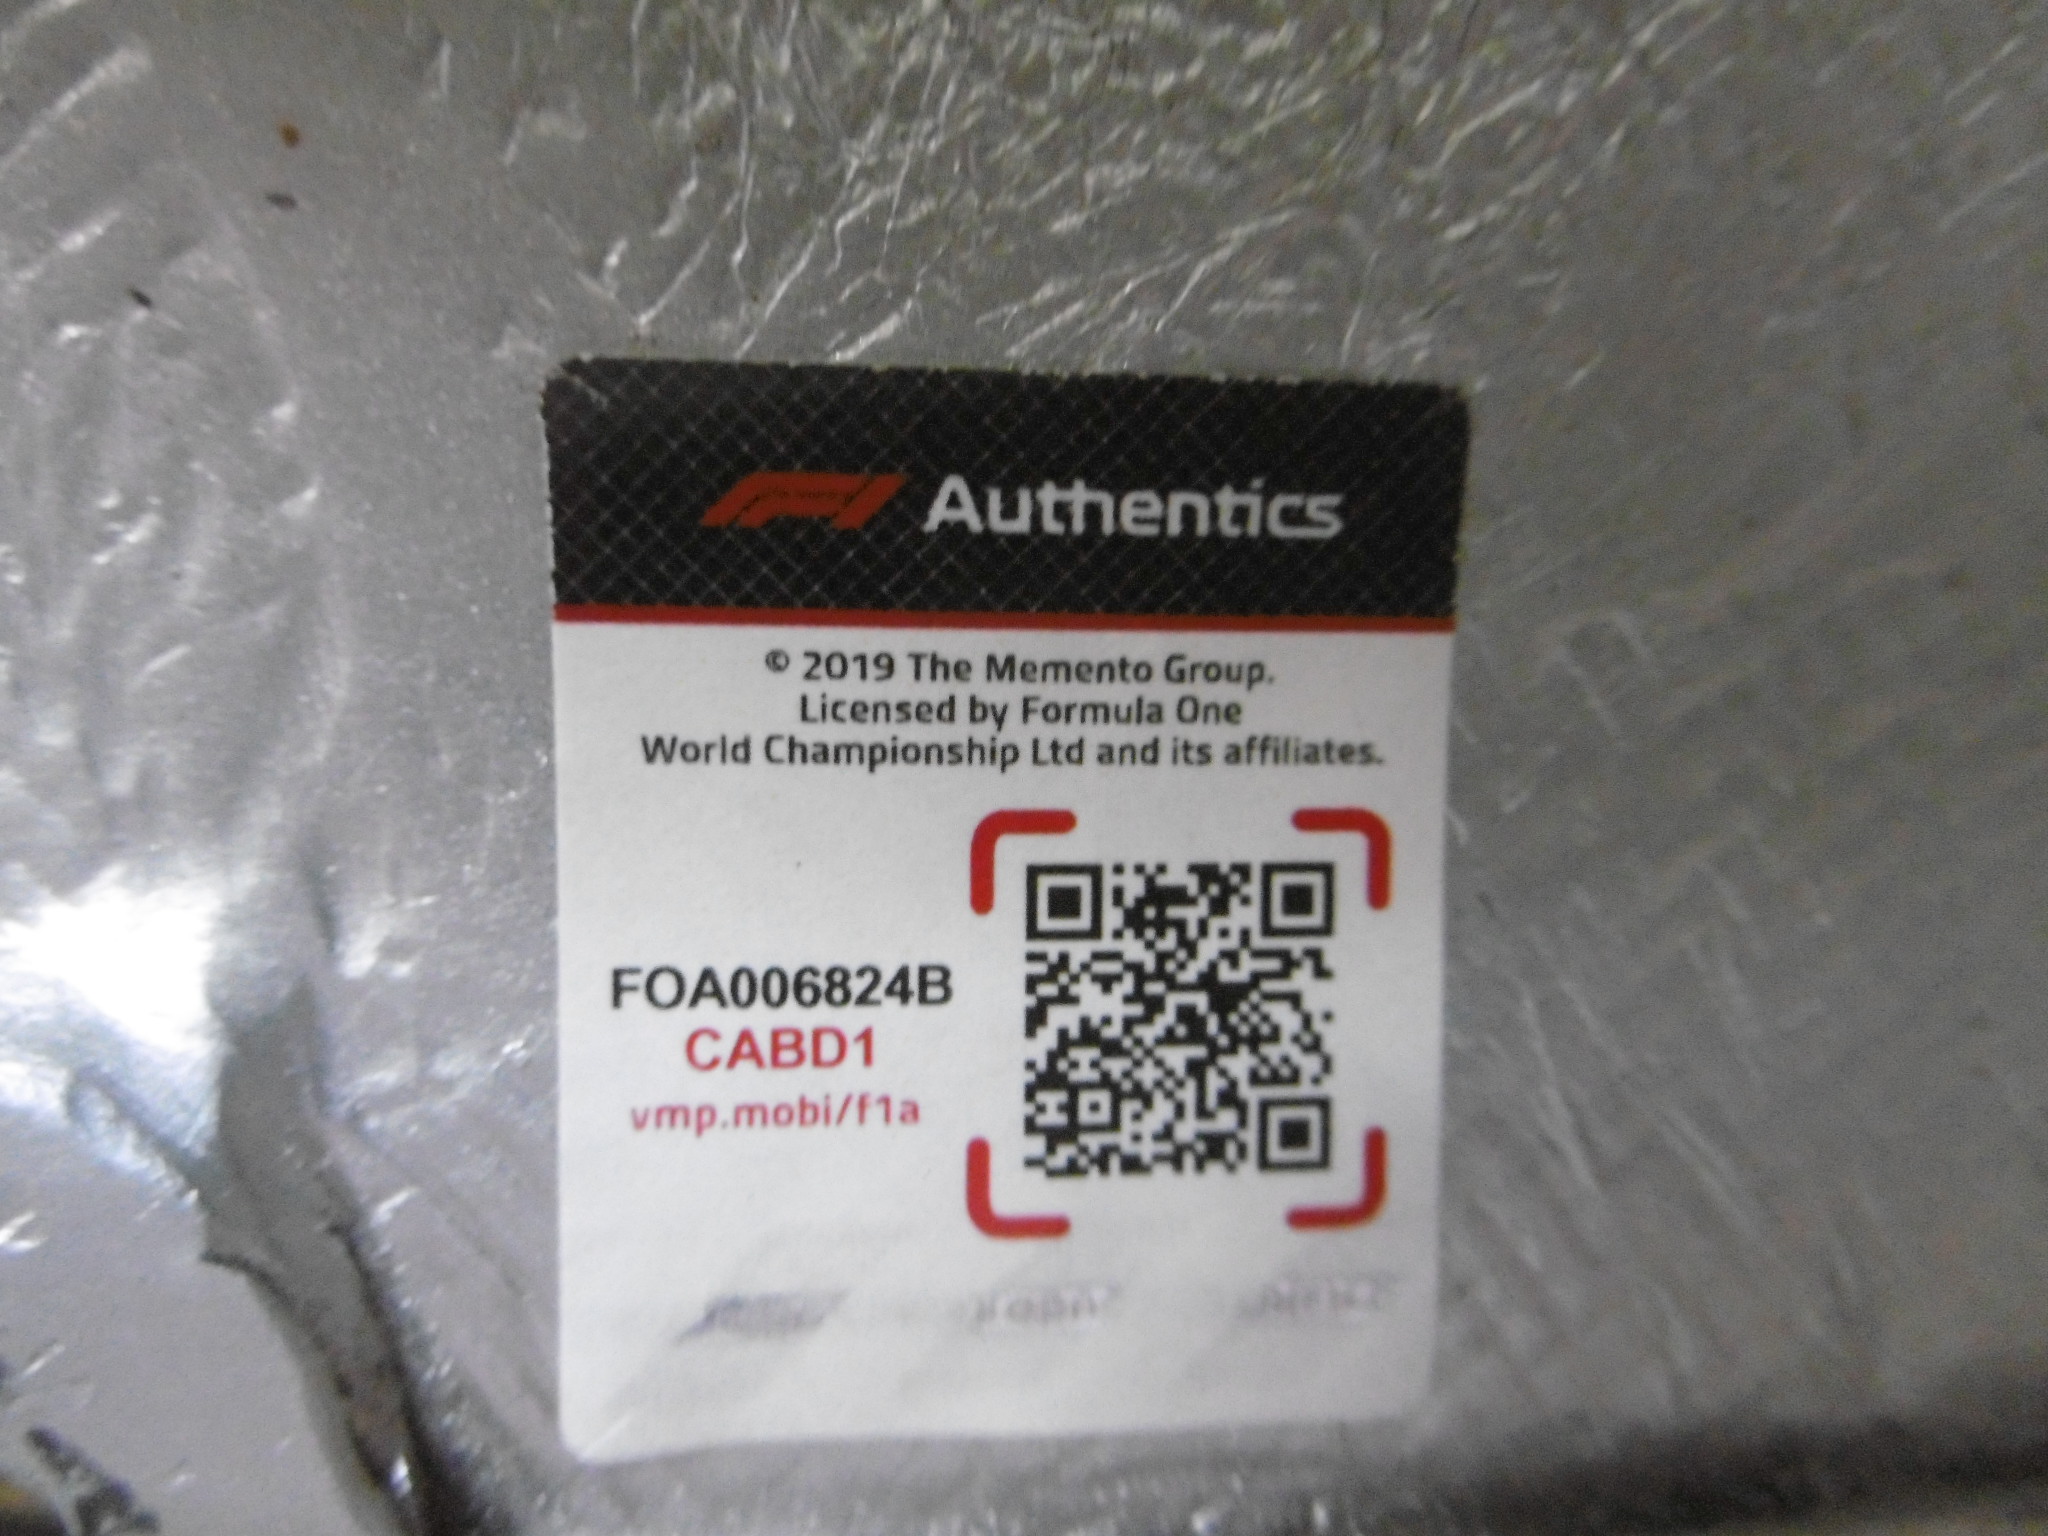 F1 Authentics
© 2019 The Memento Group.
Licensed by Formula One
World Championship Ltd and its affiliates.
FOA006824B
CABD1
vmp.mobi/f1a